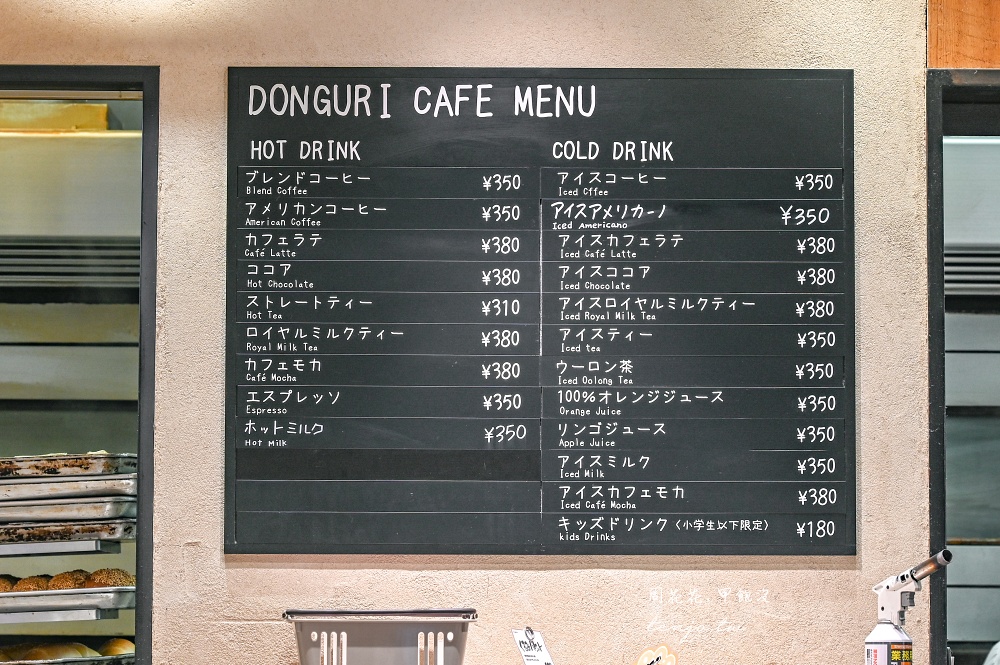 DONGURI CAFE MENU
HOT DRINK
ブレンドコーヒー ¥350
Blend Coffee
アメリカンコーヒー ¥350
American Coffee
カフェラテ ¥380
Café Latte
ココア ¥380
Hot Chocolate
ストレートティー ¥310
Hot Tea
ロイヤルミルクティー ¥380
Royal Milk Tea
カフェモカ ¥380
Café Mocha
エスプレッソ ¥350
Espresso
ホットミルク ¥350
Hot Milk
COLD DRINK
アイスコーヒー ¥350
Iced Cffee
アイスアメリカーノ ¥350
Iced Americano
アイスカフェラテ ¥380
Iced Café Latte
アイスココア ¥380
Iced Chocolate
アイスロイヤルミルクティー ¥380
Iced Royal Milk Tea
アイスティー ¥350
Iced tea
ウーロン茶 ¥350
Iced Oolong Tea
100%オレンジジュース ¥350
Orange Juice
リンゴジュース ¥350
Apple Juice
アイスミルク ¥350
Iced Milk
アイスカフェモカ ¥380
Iced Café Mocha
キッズドリンク(小学生以下限定) ¥180
kids Drinks
業務